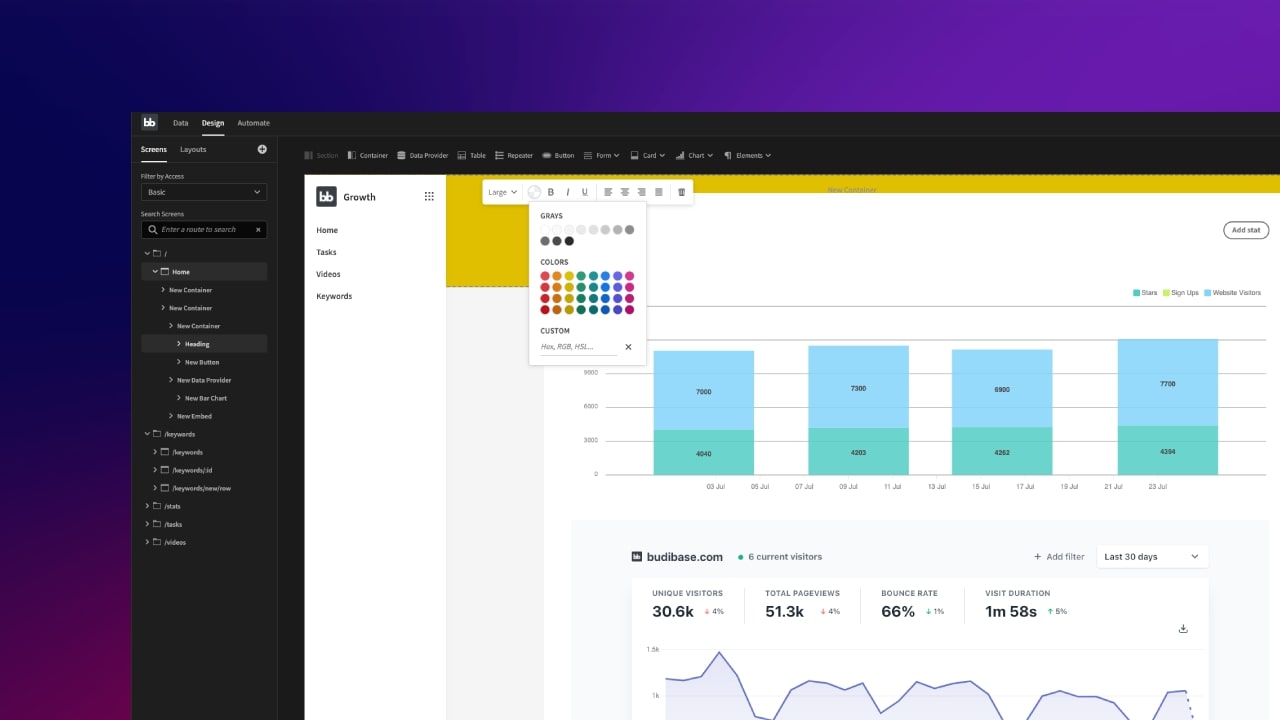 bb Data Design Automate
Screens Layouts
Filter by Access
Basic
Search Screens
Enter a route to search
/
Home
New Container
New Container
New Container
Heading
New Button
New Data Provider
New Bar Chart
New Embed
/keywords
/keywords
/keywords/:id
/keywords/new/row
/stats
/tasks
/videos
Section Container Data Provider Table Repeater Button Form Card Chart Elements
bb Growth
Home
Tasks
Videos
Keywords
Large B I U
New Container
GRAYS
COLORS
CUSTOM
Hex, RGB, HSL...
Add stat
Stars Sign Ups Website Visitors
9000
6000
3000
0
7000 7300 6900 7700
4040 4203 4262 4394
03 Jul 05 Jul 07 Jul 09 Jul 11 Jul 13 Jul 15 Jul 17 Jul 19 Jul 21 Jul 23 Jul
bb budibase.com 6 current visitors + Add filter Last 30 days
UNIQUE VISITORS TOTAL PAGEVIEWS BOUNCE RATE VISIT DURATION
30.6k ↓ 4% 51.3k ↓ 4% 66% ↓ 1% 1m 58s ↑ 5%
1.5k
1k